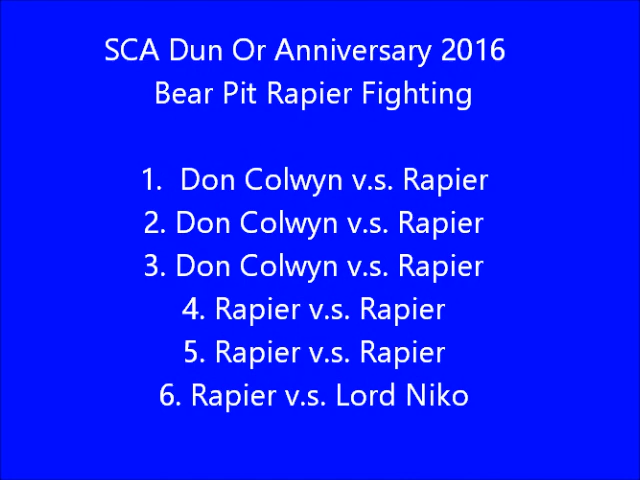 SCA Dun Or Anniversary 2016
Bear Pit Rapier Fighting
1. Don Colwyn v.s. Rapier
2. Don Colwyn v.s. Rapier
3. Don Colwyn v.s. Rapier
4. Rapier v.s. Rapier
5. Rapier v.s. Rapier
6. Rapier v.s. Lord Niko